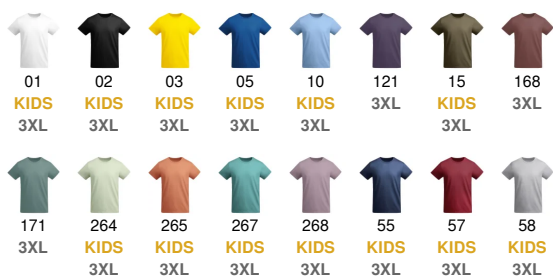 01 02 03 05 10 121 15 168
KIDS KIDS KIDS KIDS KIDS 3XL KIDS 3XL
3XL 3XL 3XL 3XL 3XL 3XL
171 264 265 267 268 55 57 58
3XL KIDS KIDS KIDS KIDS KIDS KIDS KIDS
3XL 3XL 3XL 3XL 3XL 3XL 3XL